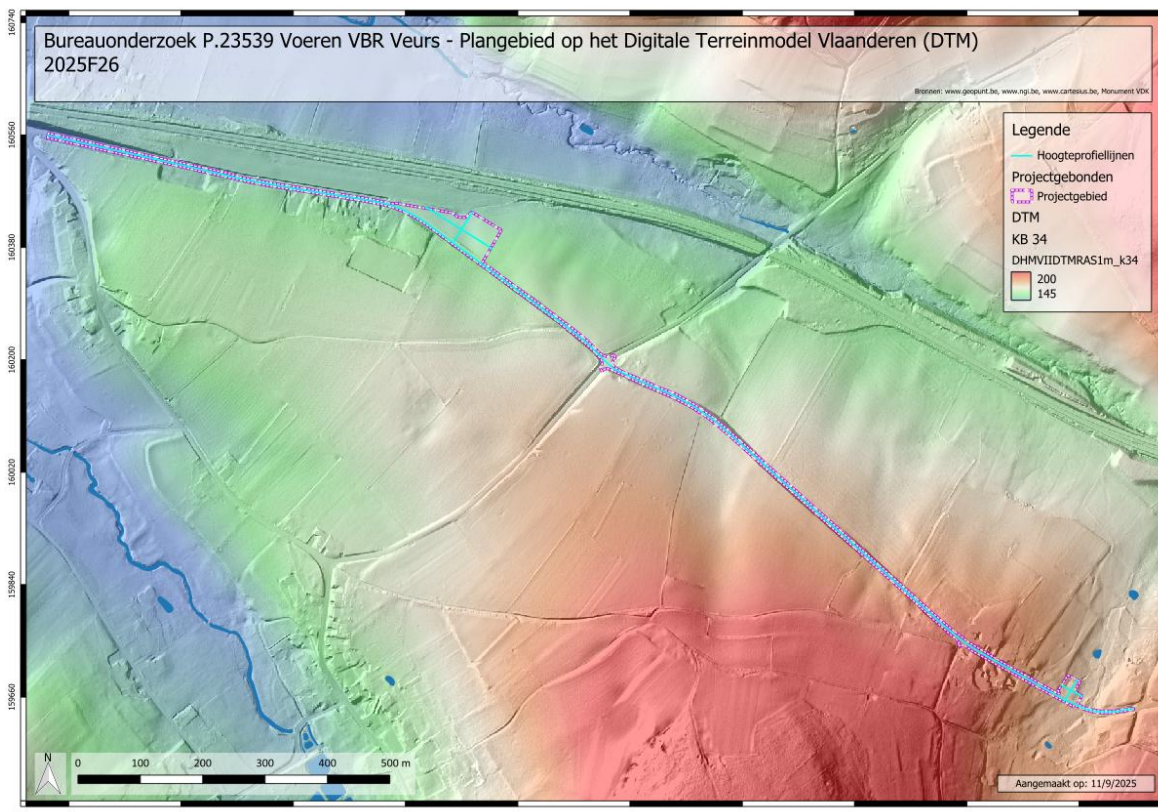 Bureauonderzoek P.23539 Voeren VBR Veurs - Plangebied op het Digitale Terreinmodel Vlaanderen (DTM)
2025F26
Bronnen: www.geopunt.be, www.ngi.be, www.cartesius.be, Monument VDK
160740
160560
160380
160200
160020
159840
159660
Legende
Hoogteprofiellijnen
Projectgebonden
Projectgebied
DTM
KB 34
DHMVIIDTMRAS1m_k34
200
145
N
0 100 200 300 400 500 m
Aangemaakt op: 11/9/2025